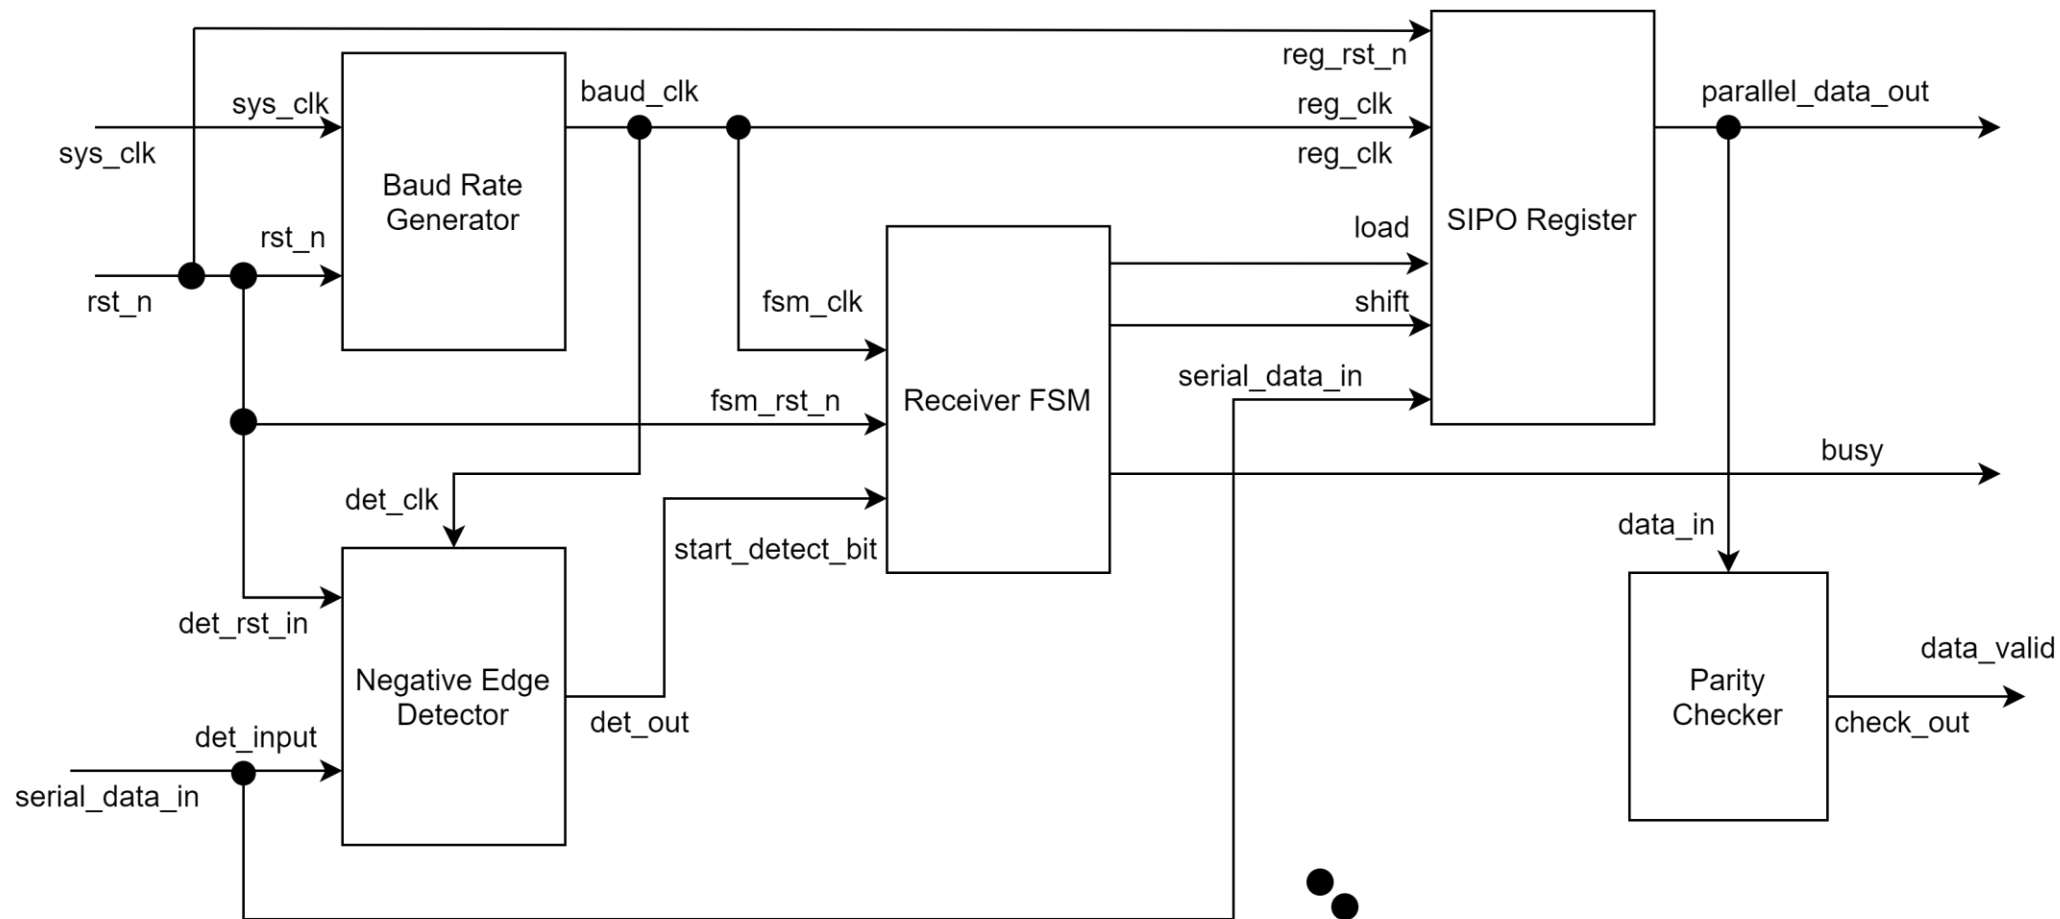 reg_rst_n
sys_clk
baud_clk
reg_clk
parallel_data_out
sys_clk
reg_clk
Baud Rate
Generator
SIPO Register
rst_n
load
rst_n
fsm_clk
shift
serial_data_in
fsm_rst_n
Receiver FSM
busy
det_clk
data_in
start_detect_bit
det_rst_in
data_valid
Negative Edge
Detector
Parity
Checker
det_out
check_out
det_input
serial_data_in